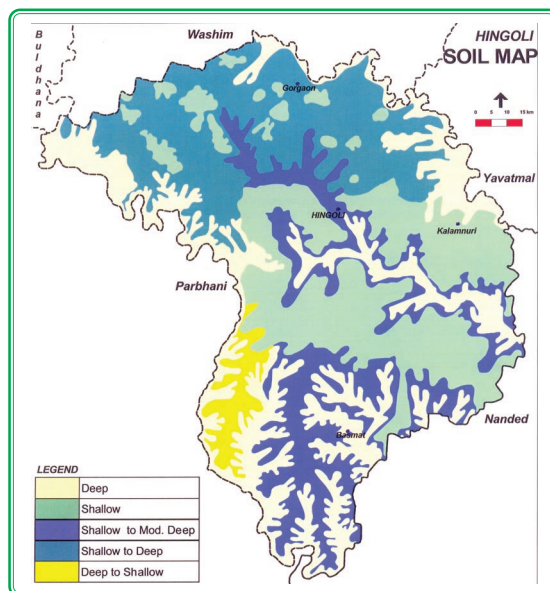 HINGOLI
SOIL MAP
Buldhana
Washim
Gorgaon
0 5 10 15 km
Yavatmal
HINGOLI
Kalamnuri
Parbhani
Nanded
Basmat
LEGEND
Deep
Shallow
Shallow to Mod. Deep
Shallow to Deep
Deep to Shallow